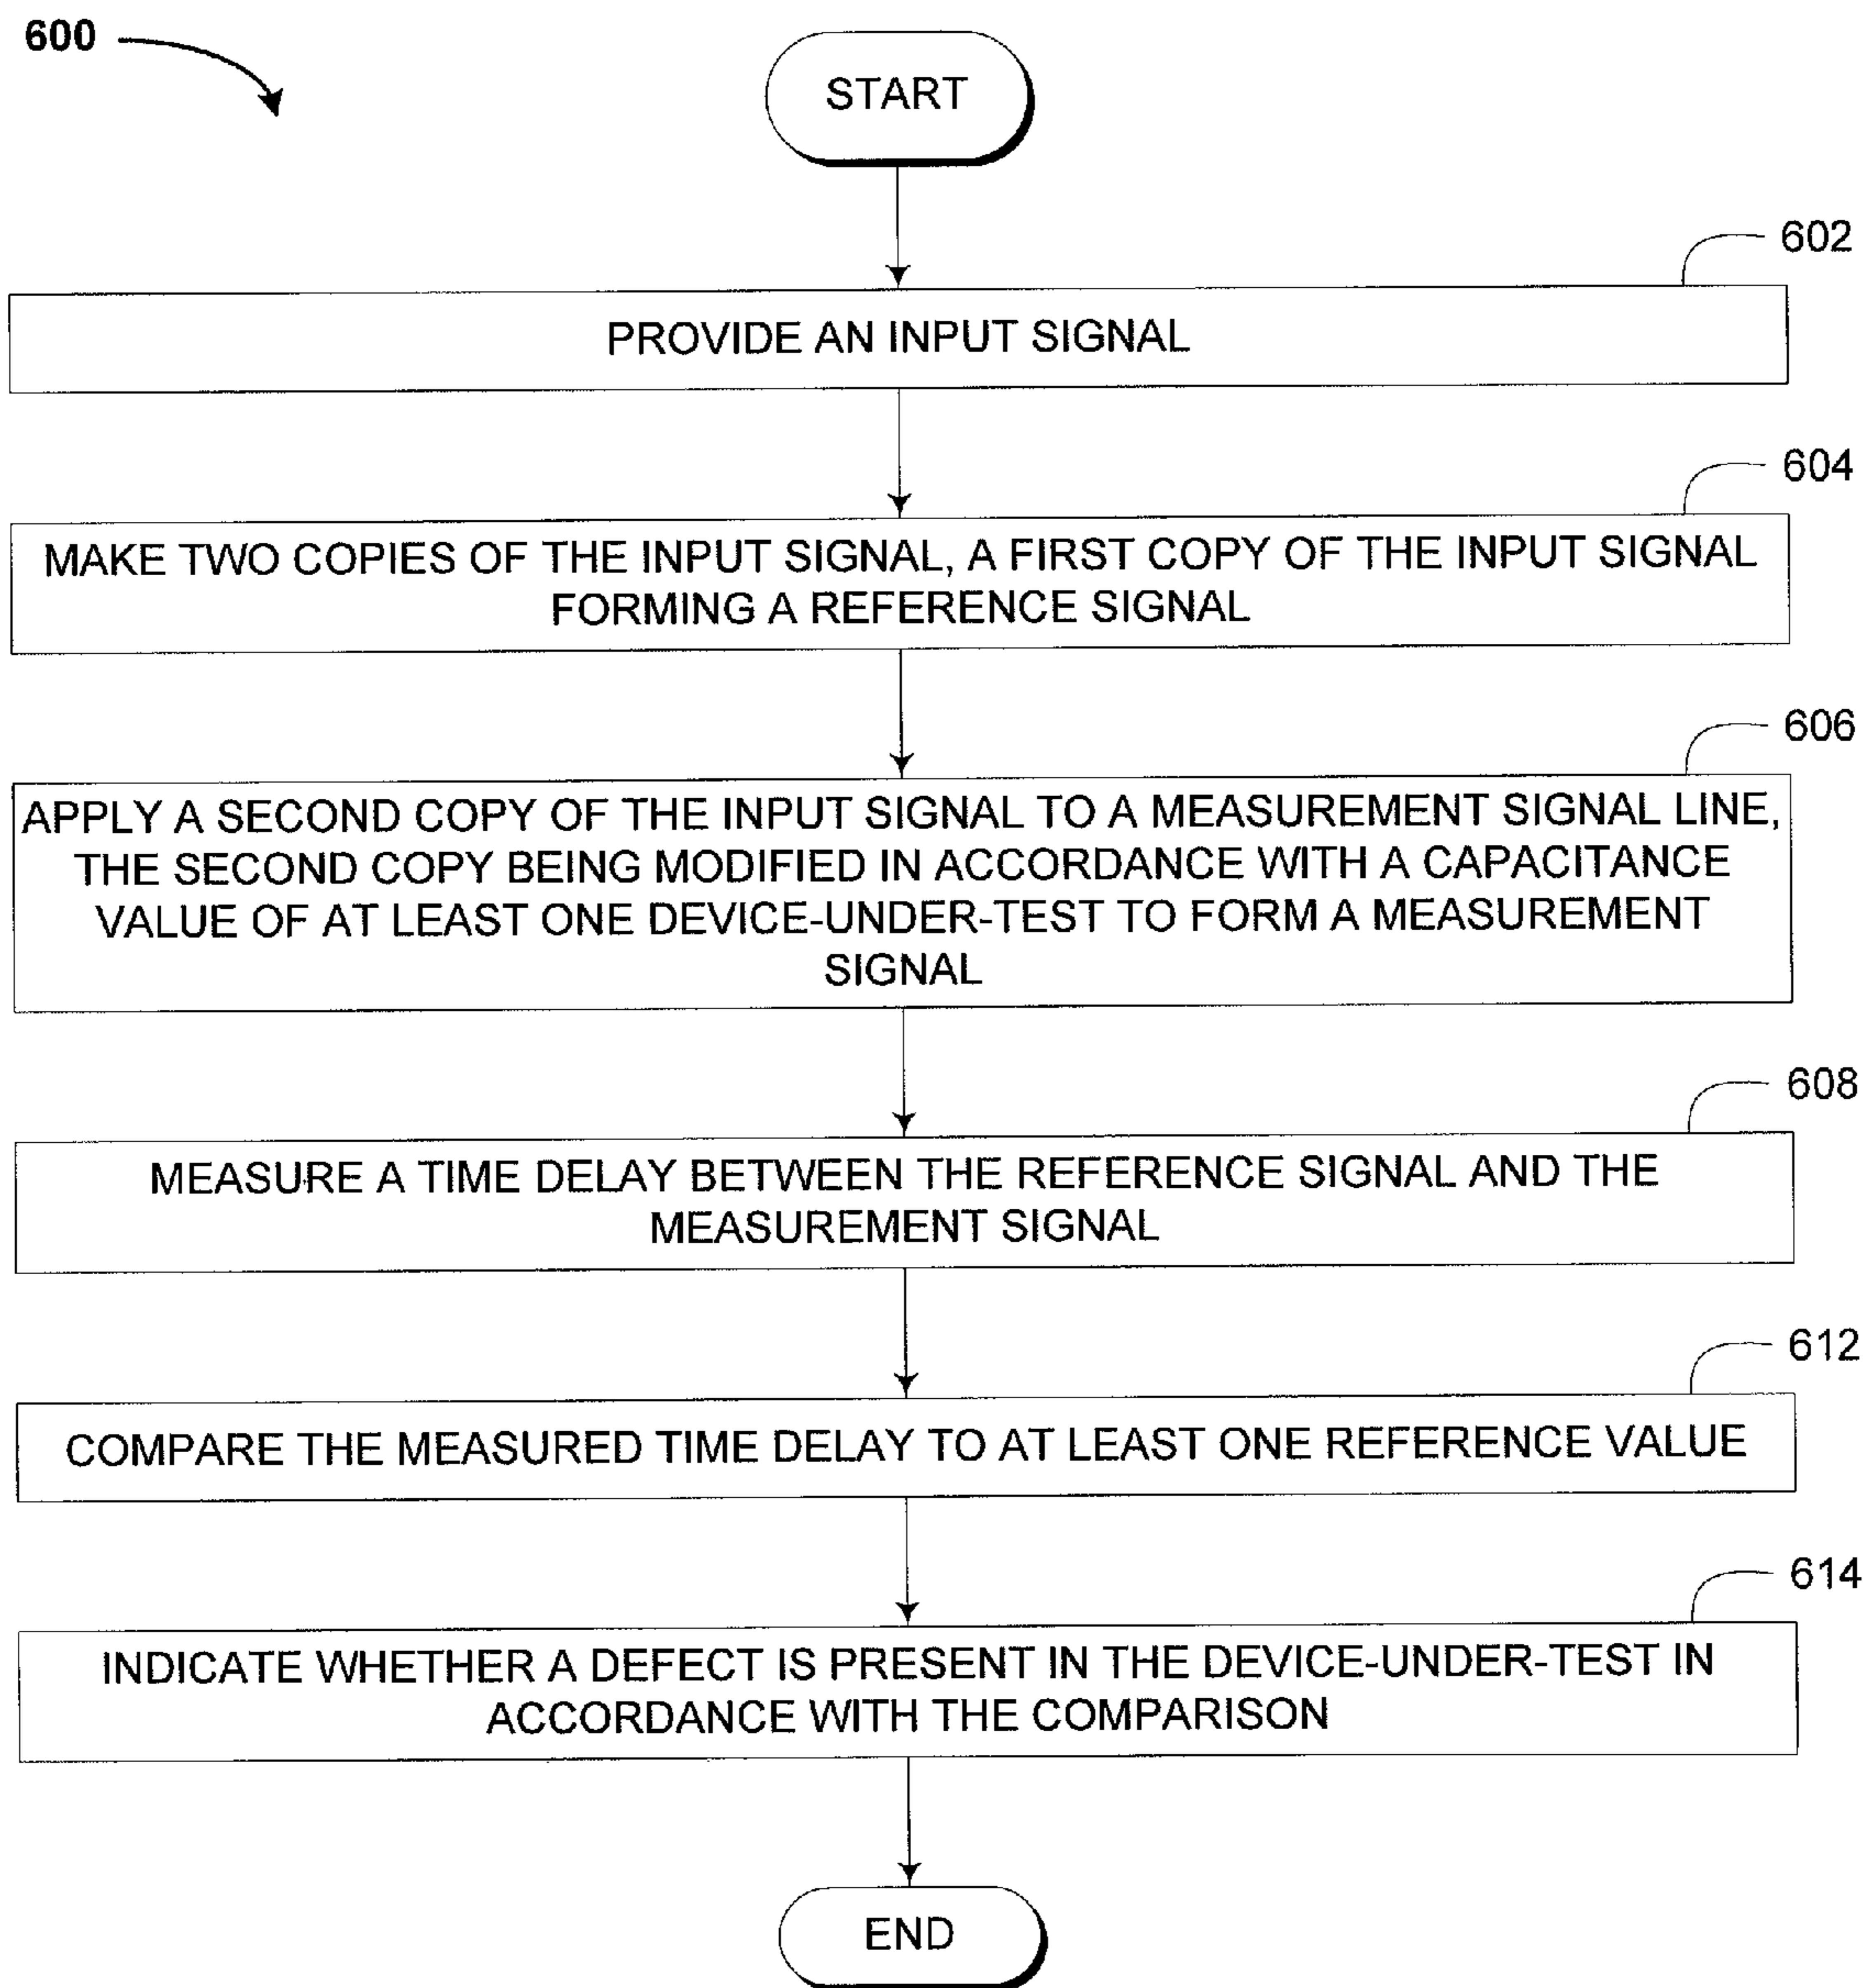 600
START
602
PROVIDE AN INPUT SIGNAL
604
MAKE TWO COPIES OF THE INPUT SIGNAL, A FIRST COPY OF THE INPUT SIGNAL
FORMING A REFERENCE SIGNAL
606
APPLY A SECOND COPY OF THE INPUT SIGNAL TO A MEASUREMENT SIGNAL LINE,
THE SECOND COPY BEING MODIFIED IN ACCORDANCE WITH A CAPACITANCE
VALUE OF AT LEAST ONE DEVICE-UNDER-TEST TO FORM A MEASUREMENT
SIGNAL
608
MEASURE A TIME DELAY BETWEEN THE REFERENCE SIGNAL AND THE
MEASUREMENT SIGNAL
612
COMPARE THE MEASURED TIME DELAY TO AT LEAST ONE REFERENCE VALUE
614
INDICATE WHETHER A DEFECT IS PRESENT IN THE DEVICE-UNDER-TEST IN
ACCORDANCE WITH THE COMPARISON
END